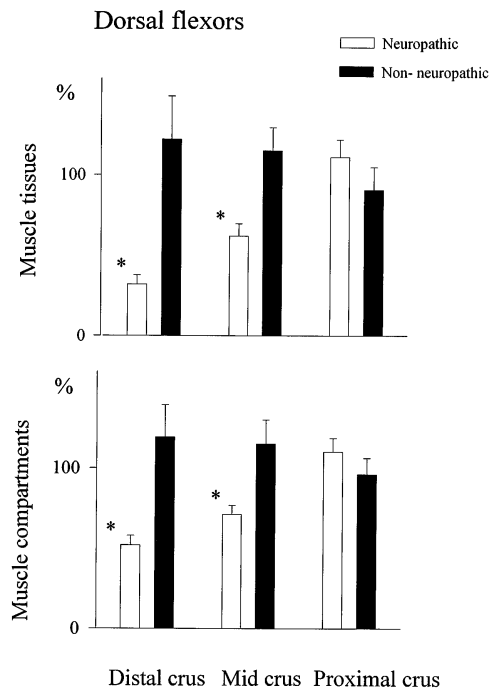 Dorsal flexors
Neuropathic
Non- neuropathic
%
100
0
Muscle tissues
*
*
%
100
0
Muscle compartments
*
*
Distal crus Mid crus Proximal crus